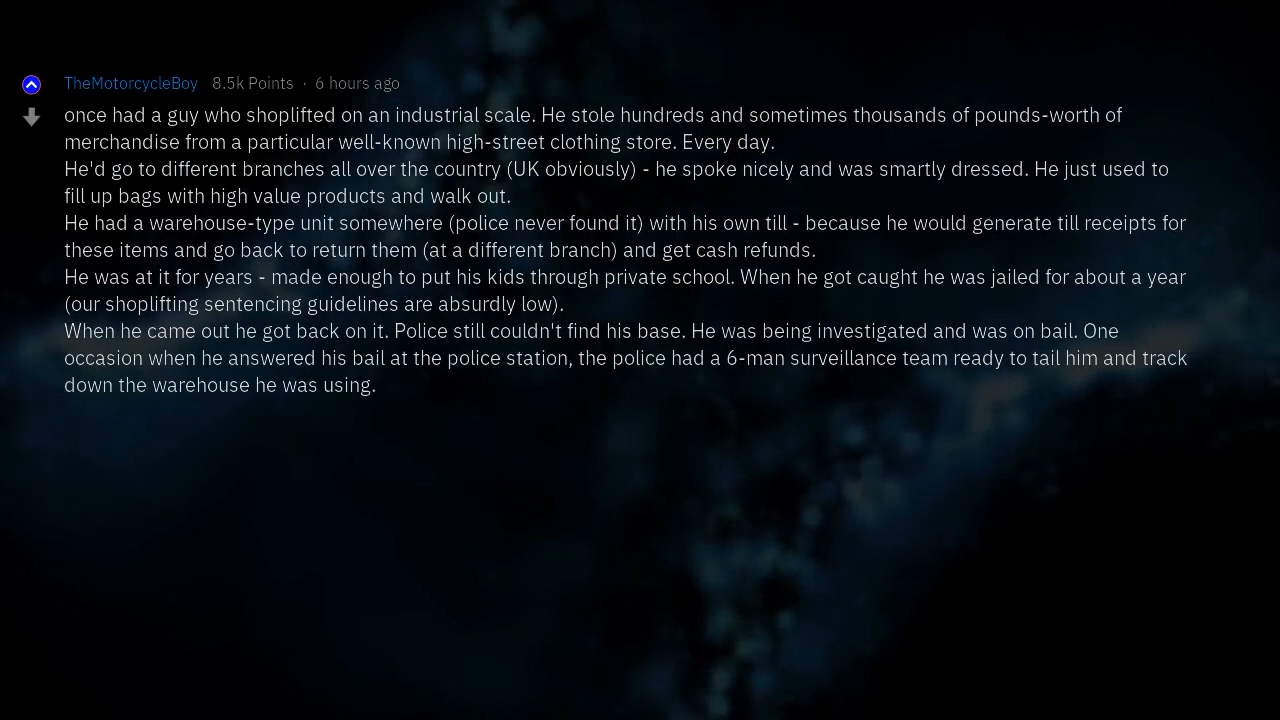 TheMotorcycleBoy 8.5k Points · 6 hours ago
once had a guy who shoplifted on an industrial scale. He stole hundreds and sometimes thousands of pounds-worth of
merchandise from a particular well-known high-street clothing store. Every day.
He'd go to different branches all over the country (UK obviously) - he spoke nicely and was smartly dressed. He just used to
fill up bags with high value products and walk out.
He had a warehouse-type unit somewhere (police never found it) with his own till - because he would generate till receipts for
these items and go back to return them (at a different branch) and get cash refunds.
He was at it for years - made enough to put his kids through private school. When he got caught he was jailed for about a year
(our shoplifting sentencing guidelines are absurdly low).
When he came out he got back on it. Police still couldn't find his base. He was being investigated and was on bail. One
occasion when he answered his bail at the police station, the police had a 6-man surveillance team ready to tail him and track
down the warehouse he was using.